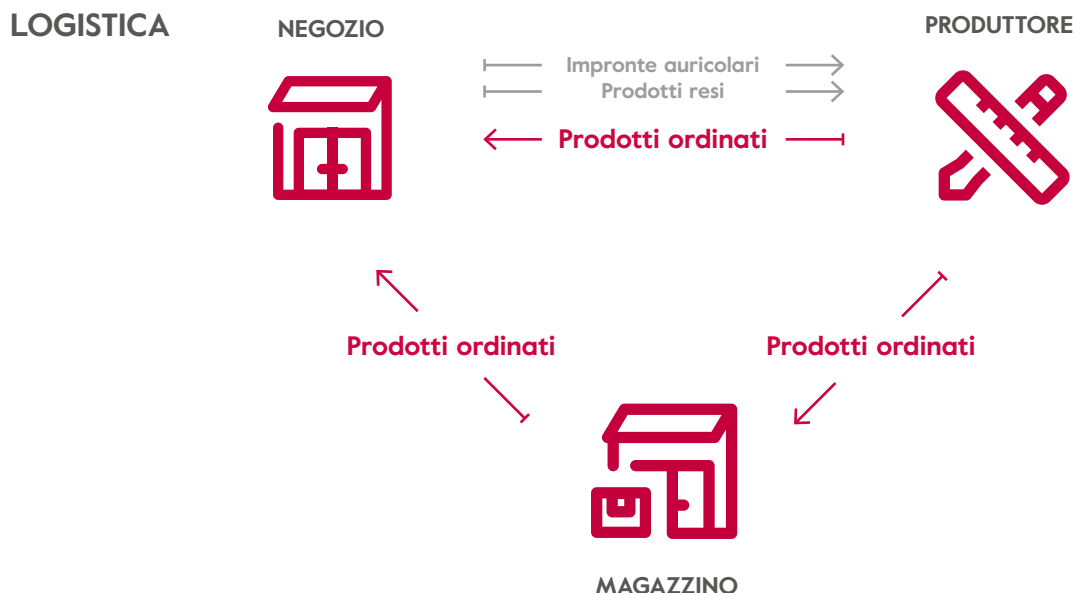 LOGISTICA
NEGOZIO
PRODUTTORE
Impronte auricolari
Prodotti resi
Prodotti ordinati
Prodotti ordinati
Prodotti ordinati
MAGAZZINO